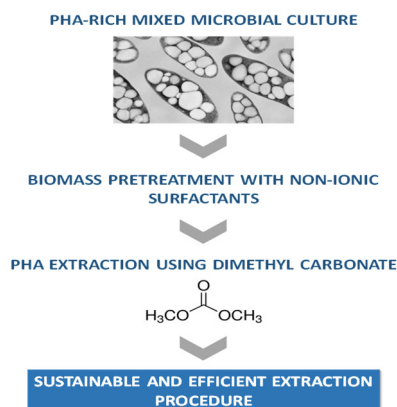 PHA-RICH MIXED MICROBIAL CULTURE
BIOMASS PRETREATMENT WITH NON-IONIC
SURFACTANTS
PHA EXTRACTION USING DIMETHYL CARBONATE
O
H₃CO OCH₃
SUSTAINABLE AND EFFICIENT EXTRACTION
PROCEDURE